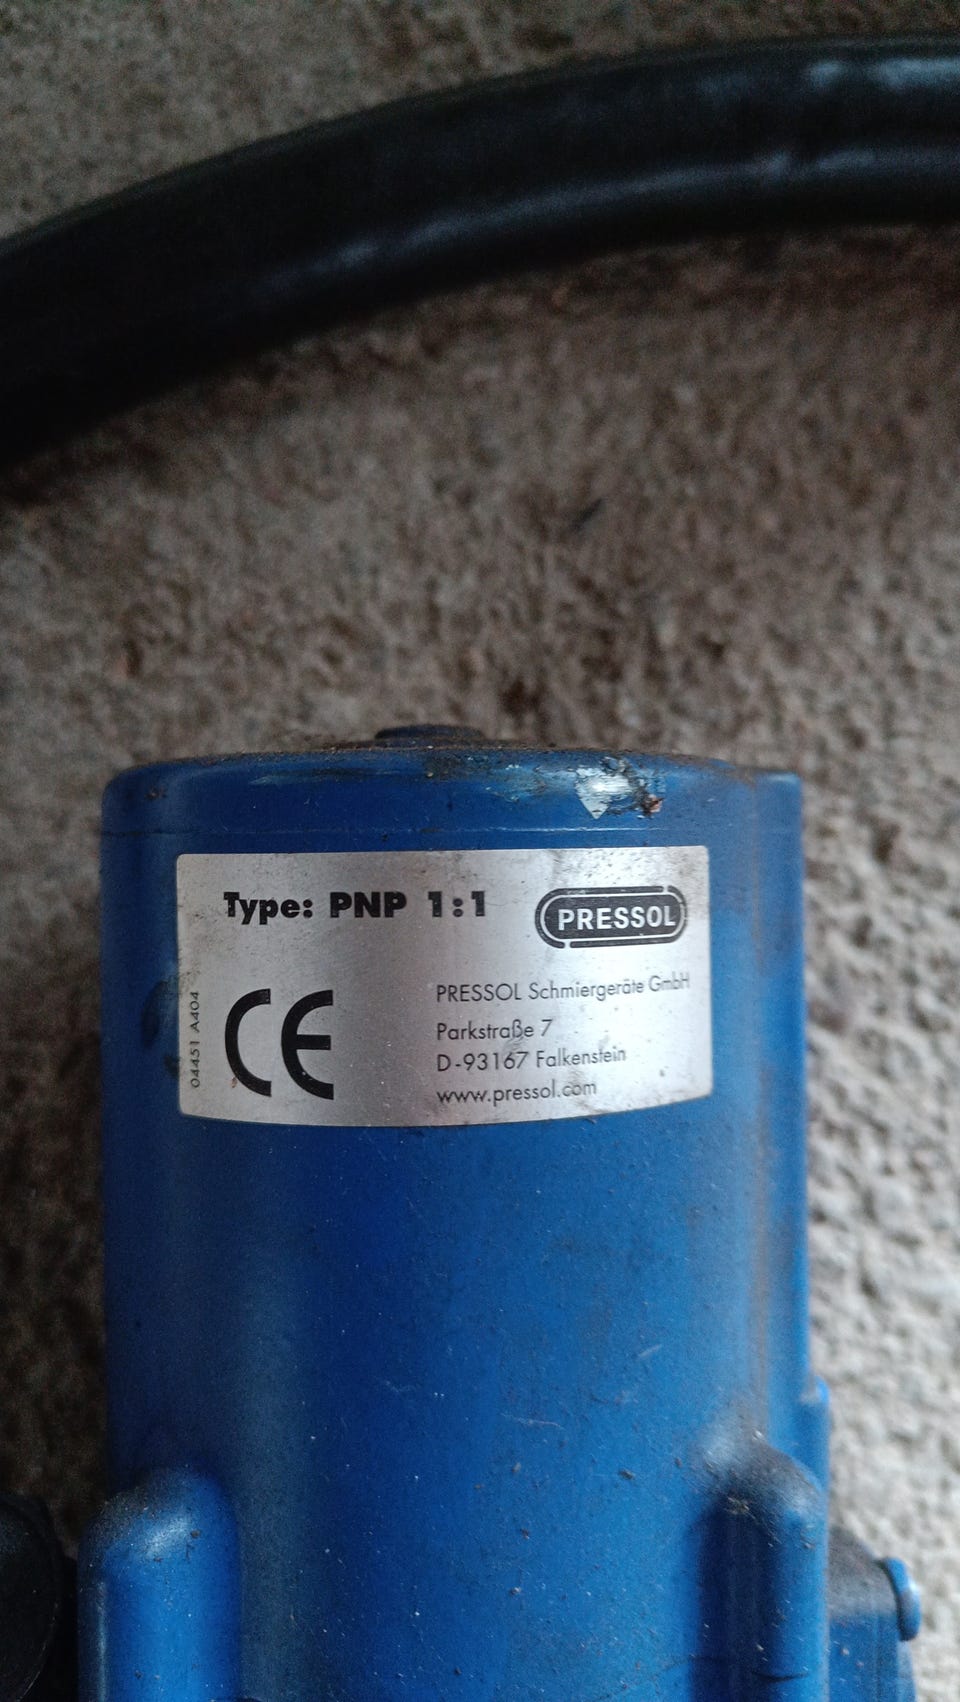 Type: PNP 1:1
PRESSOL
CE
PRESSOL Schmiergeräte GmbH
Parkstraße 7
D-93167 Falkenstein
www.pressol.com
04451 A404